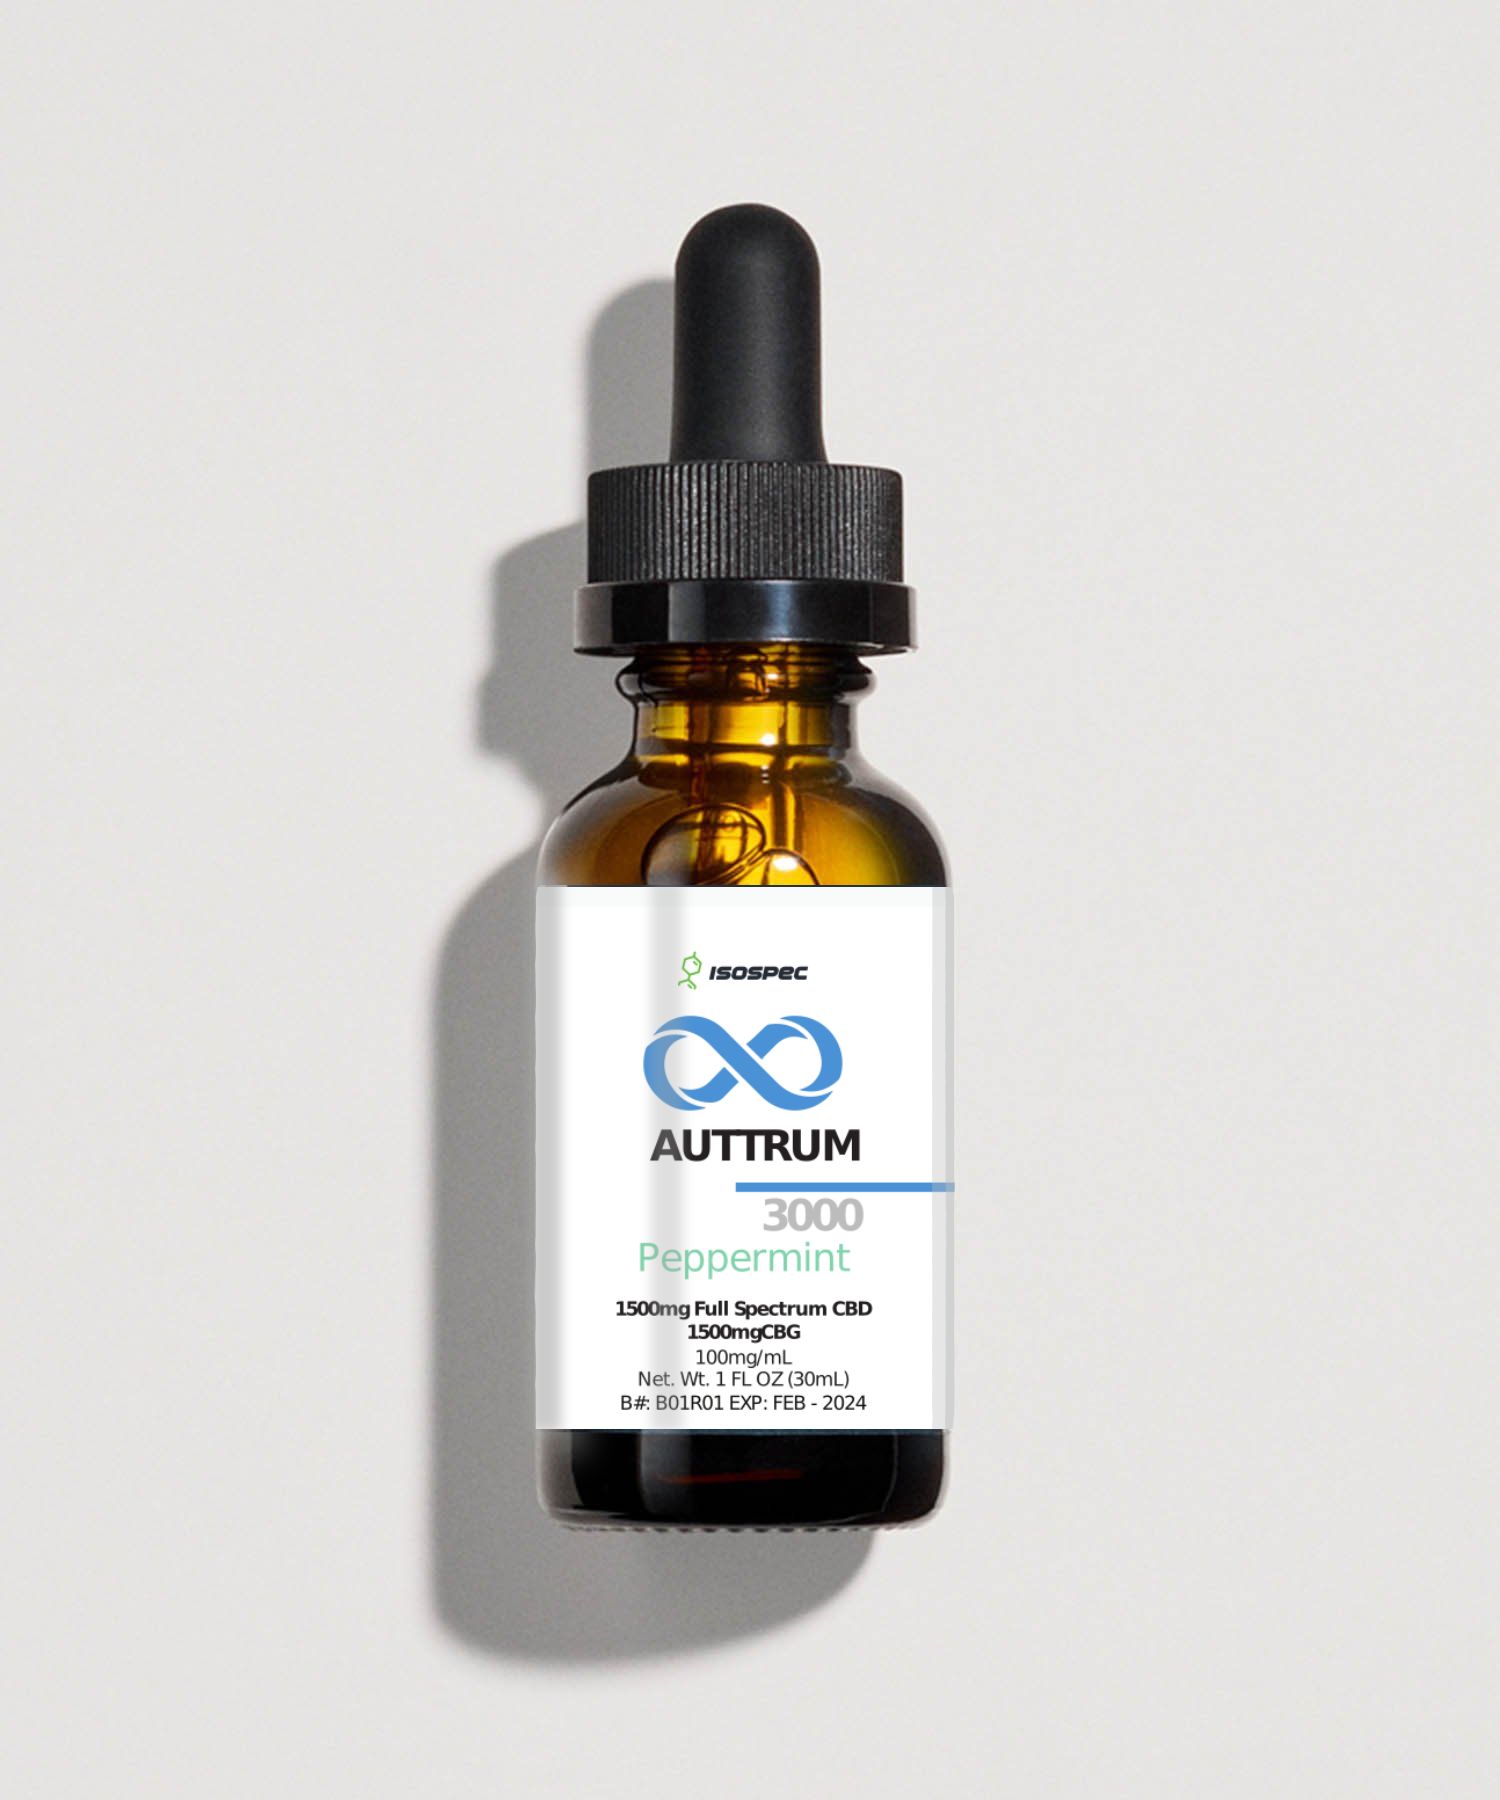 ISOSPEC
AUTTRUM
3000
Peppermint
1500mg Full Spectrum CBD
1500mgCBG
100mg/mL
Net. Wt. 1 FL OZ (30mL)
B#: B01R01 EXP: FEB - 2024